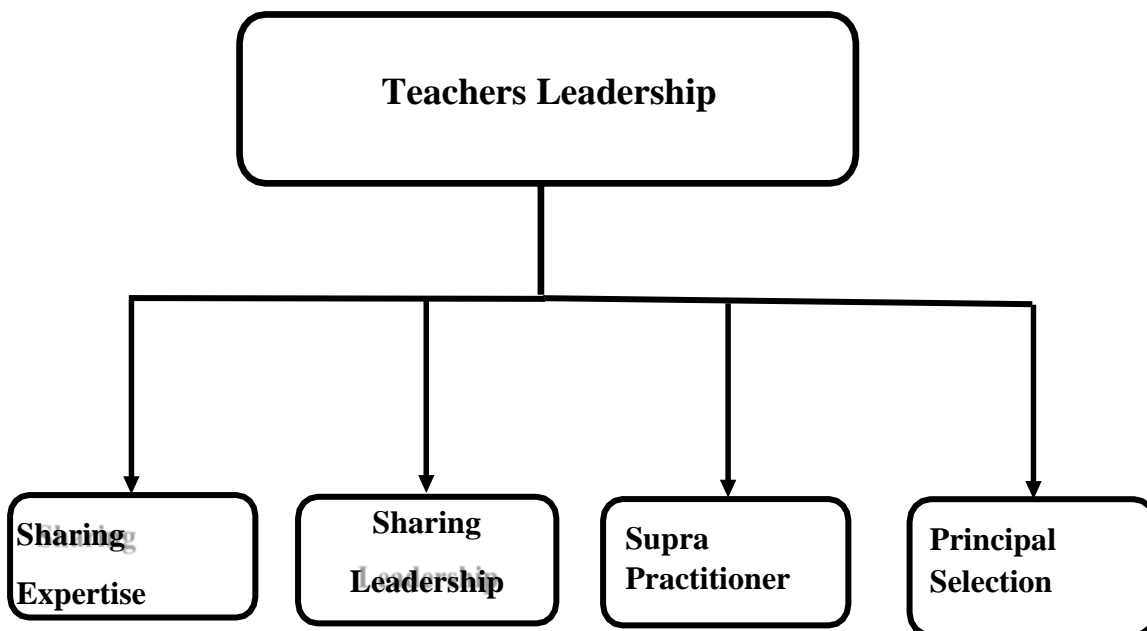 Teachers Leadership
Sharing
Expertise
Sharing
Leadership
Supra
Practitioner
Principal
Selection